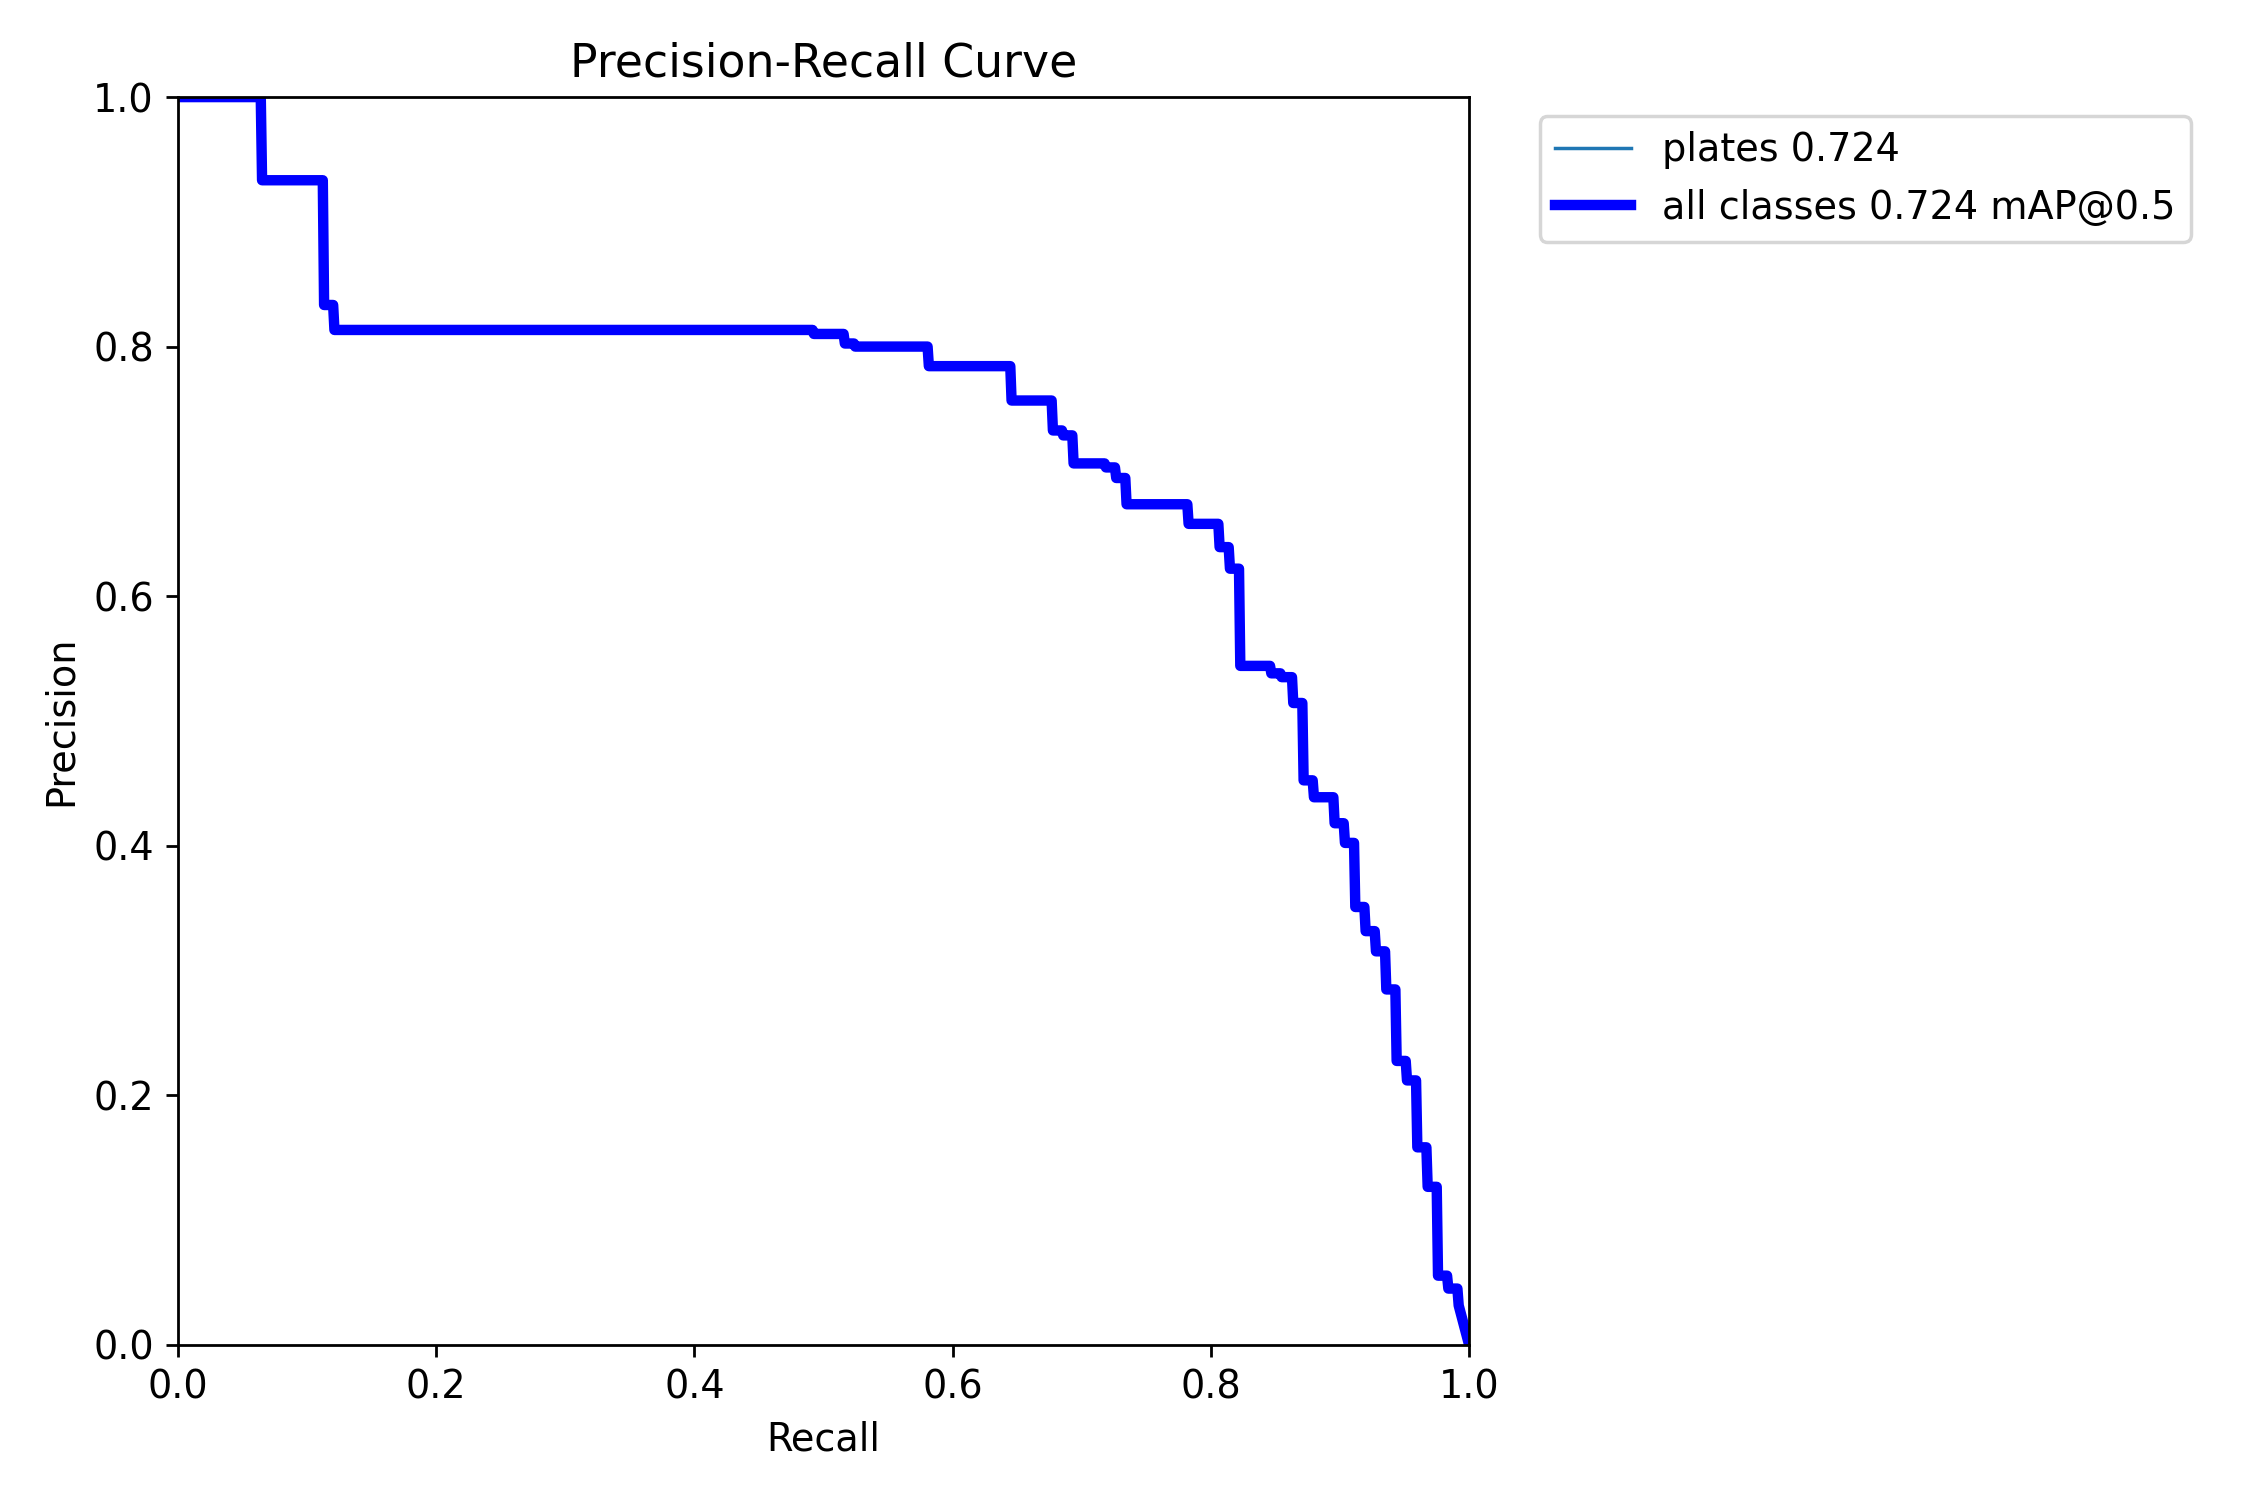 Precision-Recall Curve
plates 0.724
all classes 0.724 mAP@0.5
Precision
1.0
0.8
0.6
0.4
0.2
0.0
0.0 0.2 0.4 0.6 0.8 1.0
Recall